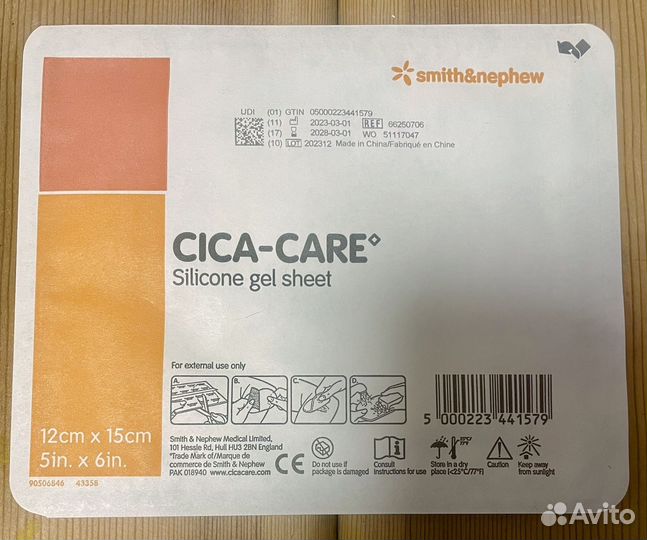 smith&nephew
UDI (01) GTIN 05000223441579
(11) 2023-03-01 REF 66250706
(17) 2028-03-01 WO 51117047
(10) LOT 202312 Made in China/Fabriqué en Chine
CICA-CARE◊
Silicone gel sheet
For external use only
A. B. C. D.
12cm x 15cm
5in. x 6in.
Smith & Nephew Medical Limited,
101 Hessle Rd, Hull HU3 2BN England
*Trade Mark of/Marque de
commerce de Smith & Nephew
PAK 018940 www.cicacare.com
CE
Do not use if
package is damaged
Consult
instructions for use
25°C/
77°F
Store in a dry
place (<25°C/77°F)
Caution
Keep away
from sunlight
5 000223 441579
90506846 43358
Avito